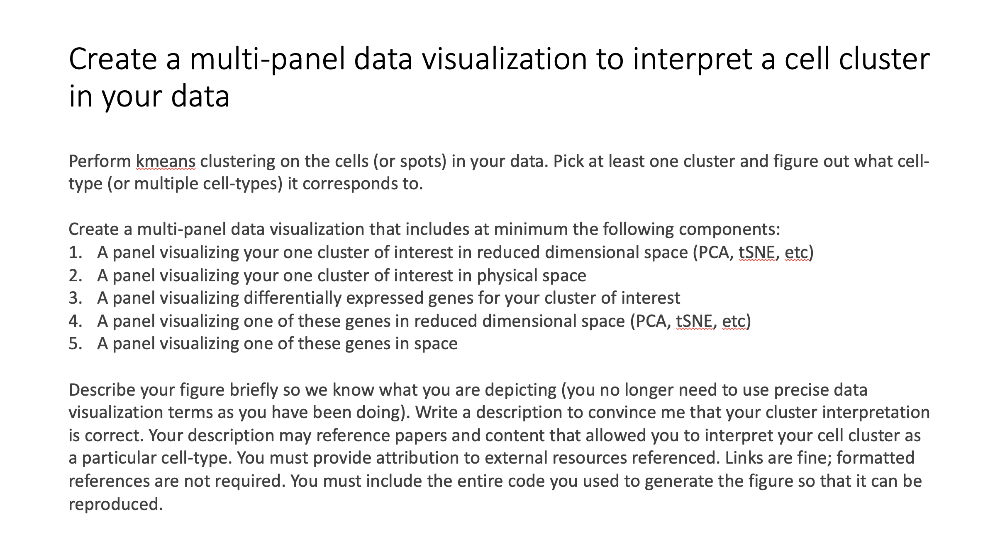 Create a multi-panel data visualization to interpret a cell cluster
in your data
Perform kmeans clustering on the cells (or spots) in your data. Pick at least one cluster and figure out what cell-
type (or multiple cell-types) it corresponds to.
Create a multi-panel data visualization that includes at minimum the following components:
1. A panel visualizing your one cluster of interest in reduced dimensional space (PCA, tSNE, etc)
2. A panel visualizing your one cluster of interest in physical space
3. A panel visualizing differentially expressed genes for your cluster of interest
4. A panel visualizing one of these genes in reduced dimensional space (PCA, tSNE, etc)
5. A panel visualizing one of these genes in space
Describe your figure briefly so we know what you are depicting (you no longer need to use precise data
visualization terms as you have been doing). Write a description to convince me that your cluster interpretation
is correct. Your description may reference papers and content that allowed you to interpret your cell cluster as
a particular cell-type. You must provide attribution to external resources referenced. Links are fine; formatted
references are not required. You must include the entire code you used to generate the figure so that it can be
reproduced.